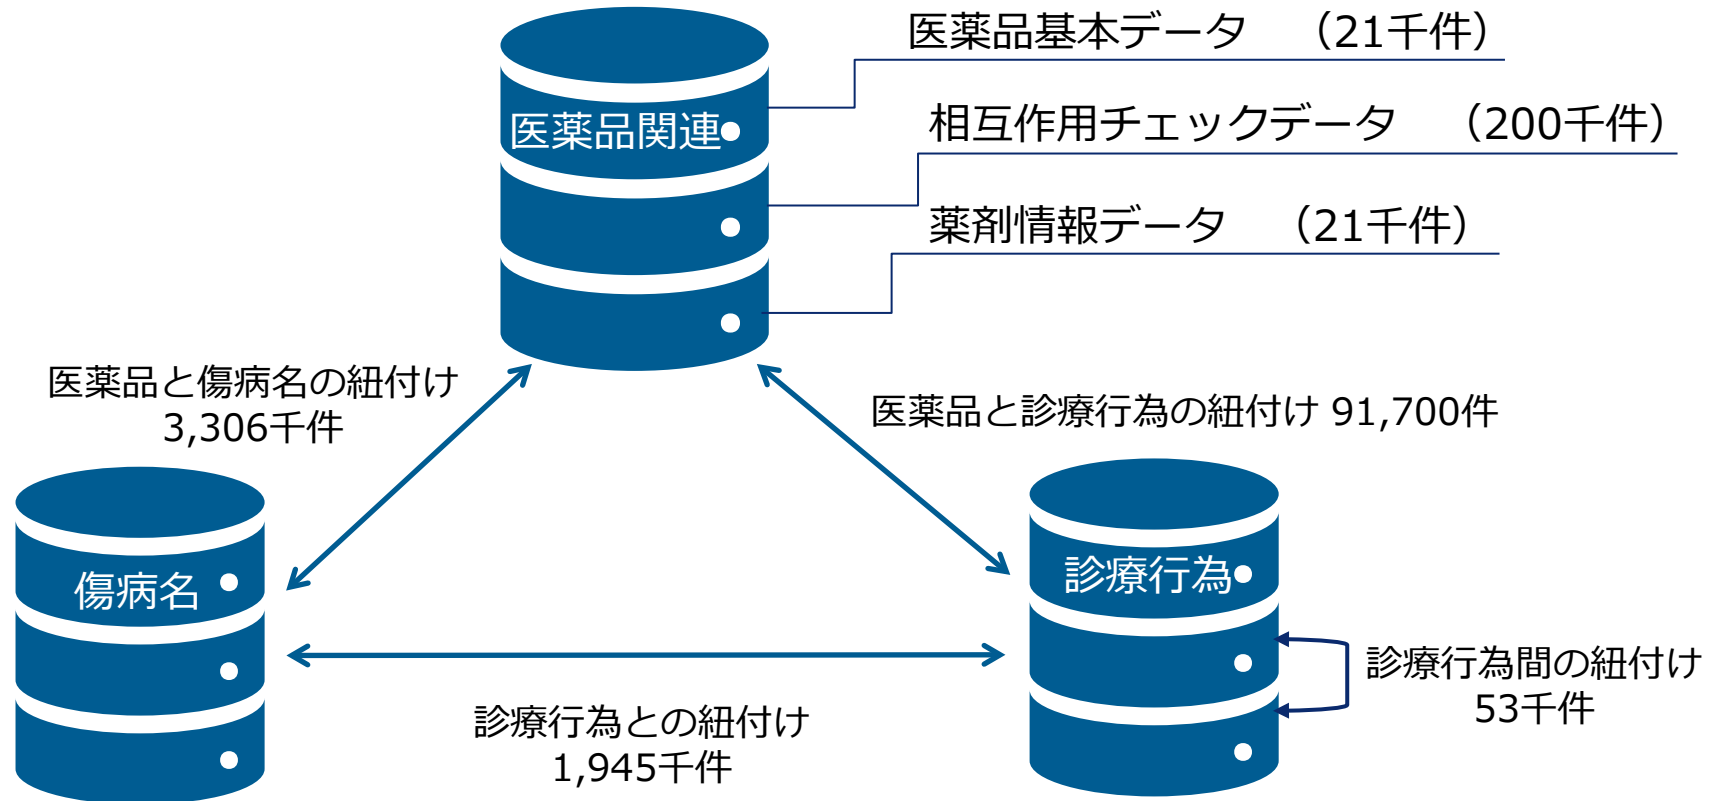 医薬品基本データ　（21千件）
医薬品関連
相互作用チェックデータ　（200千件）
薬剤情報データ　（21千件）
医薬品と傷病名の紐付け
3,306千件
医薬品と診療行為の紐付け 91,700件
傷病名
診療行為
診療行為間の紐付け
53千件
診療行為との紐付け
1,945千件